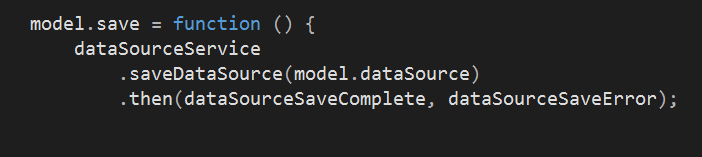 model.save = function () {
    dataSourceService
        .saveDataSource(model.dataSource)
        .then(dataSourceSaveComplete, dataSourceSaveError);